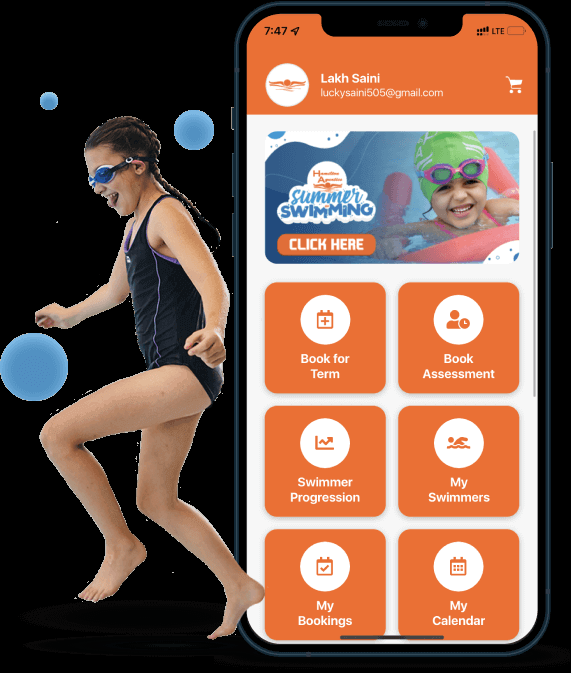 7:47
LTE
Lakh Saini
luckysaini505@gmail.com
Hamilton
Aquatics
Summer
SWIMMING
CLICK HERE
Book for
Term
Book
Assessment
Swimmer
Progression
My
Swimmers
My
Bookings
My
Calendar